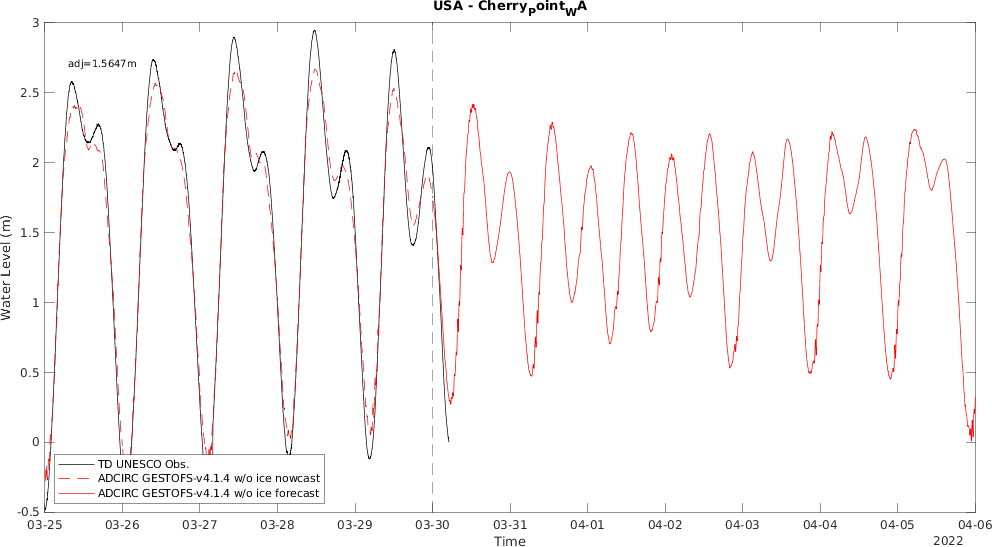 USA - CherryPointWA
adj=1.5647m
3
2.5
2
1.5
1
0.5
0
-0.5
Water Level (m)
TD UNESCO Obs.
ADCIRC GESTOFS-v4.1.4 w/o ice nowcast
ADCIRC GESTOFS-v4.1.4 w/o ice forecast
03-25 03-26 03-27 03-28 03-29 03-30 03-31 04-01 04-02 04-03 04-04 04-05 04-06
Time
2022